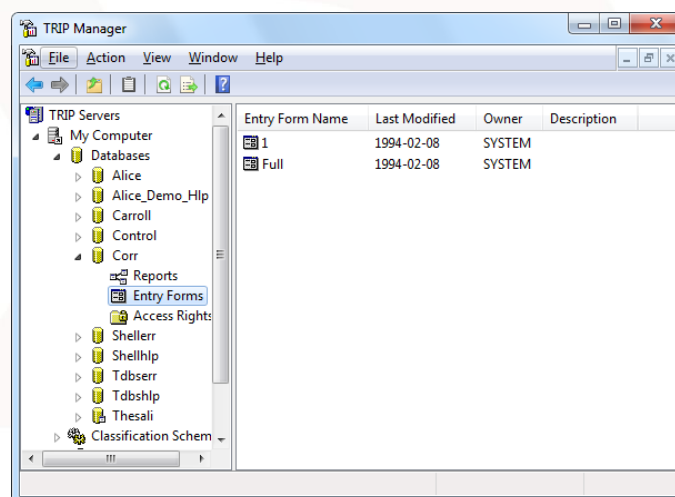 TRIP Manager
File Action View Window Help
TRIP Servers
My Computer
Databases
Alice
Alice_Demo_Hlp
Carroll
Control
Corr
Reports
Entry Forms
Access Rights
Shellerr
Shellhlp
Tdbserr
Tdbshlp
Thesali
Classification Schem
Entry Form Name Last Modified Owner Description
1 1994-02-08 SYSTEM
Full 1994-02-08 SYSTEM